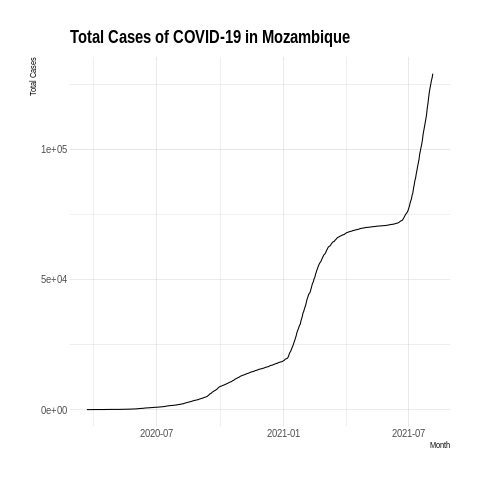 Total Cases of COVID-19 in Mozambique
Total Cases
1e+05
5e+04
0e+00
2020-07 2021-01 2021-07
Month